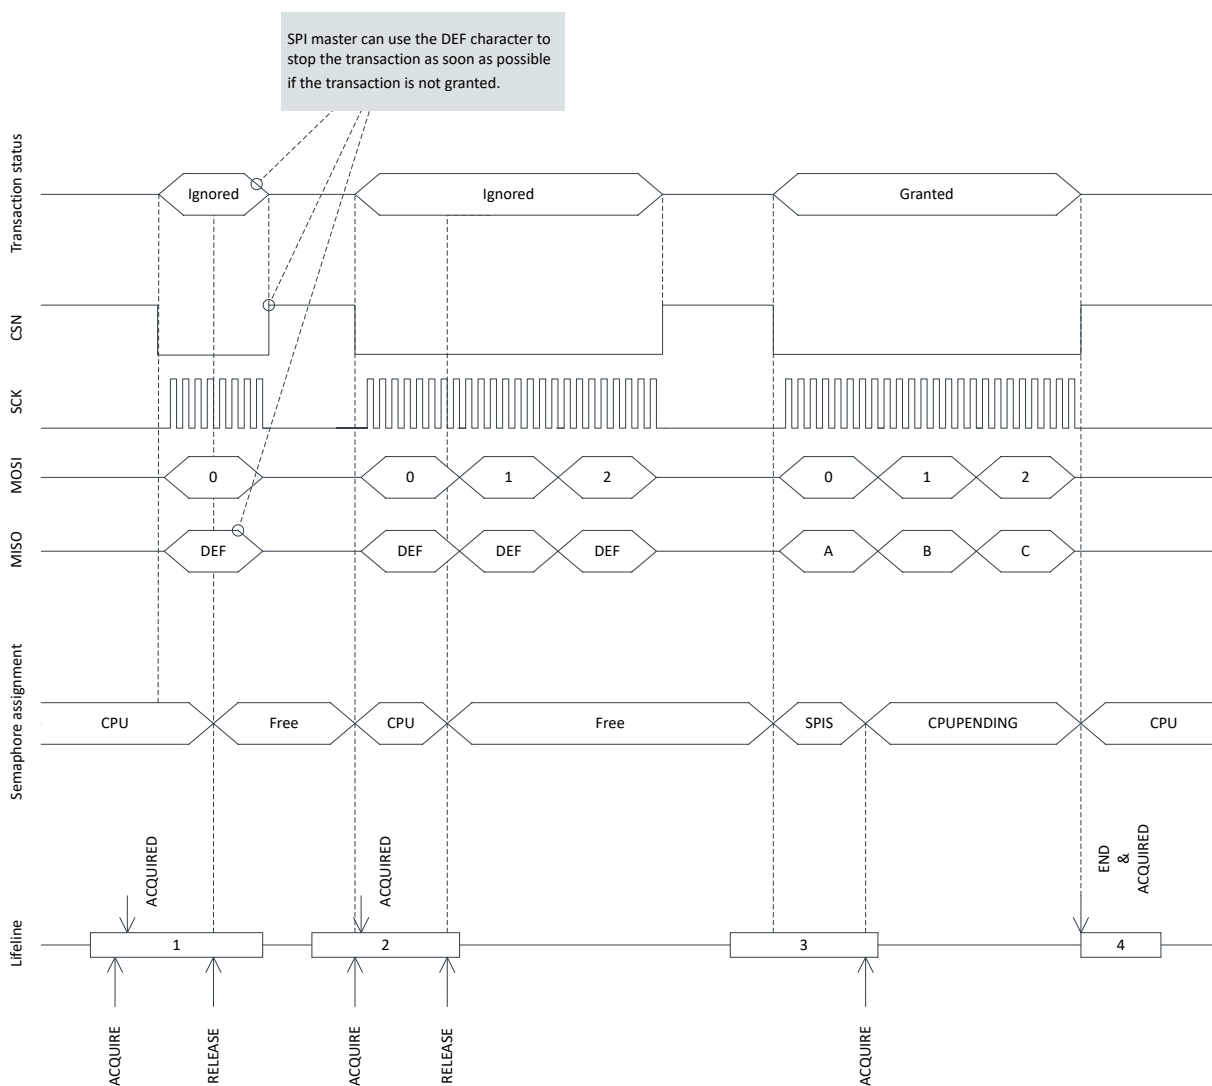 SPI master can use the DEF character to
stop the transaction as soon as possible
if the transaction is not granted.
Transaction status
Ignored
Ignored
Granted
CSN
SCK
MOSI
0
0
1
2
0
1
2
MISO
DEF
DEF
DEF
DEF
A
B
C
Semaphore assignment
CPU
Free
CPU
Free
SPIS
CPUPENDING
CPU
ACQUIRED
ACQUIRED
END
&
ACQUIRED
Lifeline
1
2
3
4
ACQUIRE
RELEASE
ACQUIRE
RELEASE
ACQUIRE